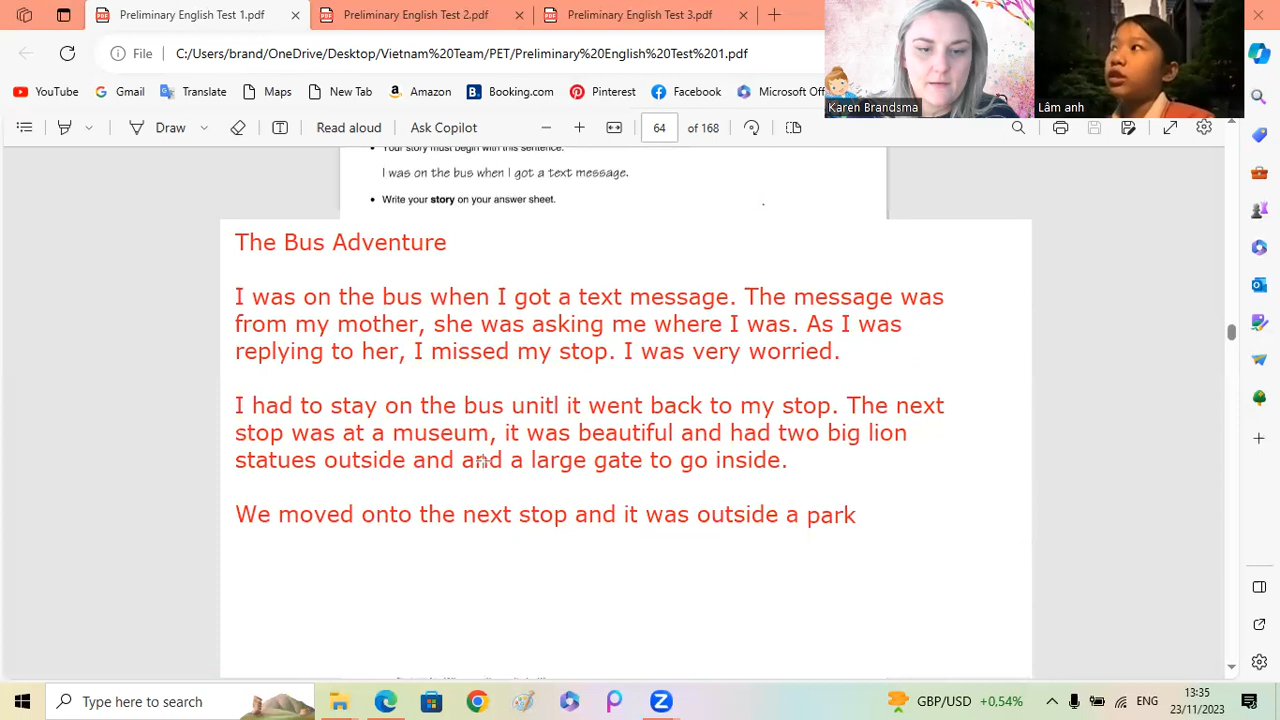 Preliminary English Test 1.pdf
Preliminary English Test 2.pdf
Preliminary English Test 3.pdf
File C:/Users/brand/OneDrive/Desktop/Vietnam%20Team/PET/Preliminary%20English%20Test%201.pdf
YouTube Gmail Translate Maps New Tab Amazon Booking.com Pinterest Facebook Microsoft Offi
Karen Brandsma
Lâm anh
Draw Read aloud Ask Copilot 64 of 168
Your story must begin with this sentence:
I was on the bus when I got a text message.
Write your story on your answer sheet.
The Bus Adventure
I was on the bus when I got a text message. The message was
from my mother, she was asking me where I was. As I was
replying to her, I missed my stop. I was very worried.
I had to stay on the bus unitl it went back to my stop. The next
stop was at a museum, it was beautiful and had two big lion
statues outside and and a large gate to go inside.
We moved onto the next stop and it was outside a park
Type here to search
GBP/USD +0,54%
ENG
13:35
23/11/2023